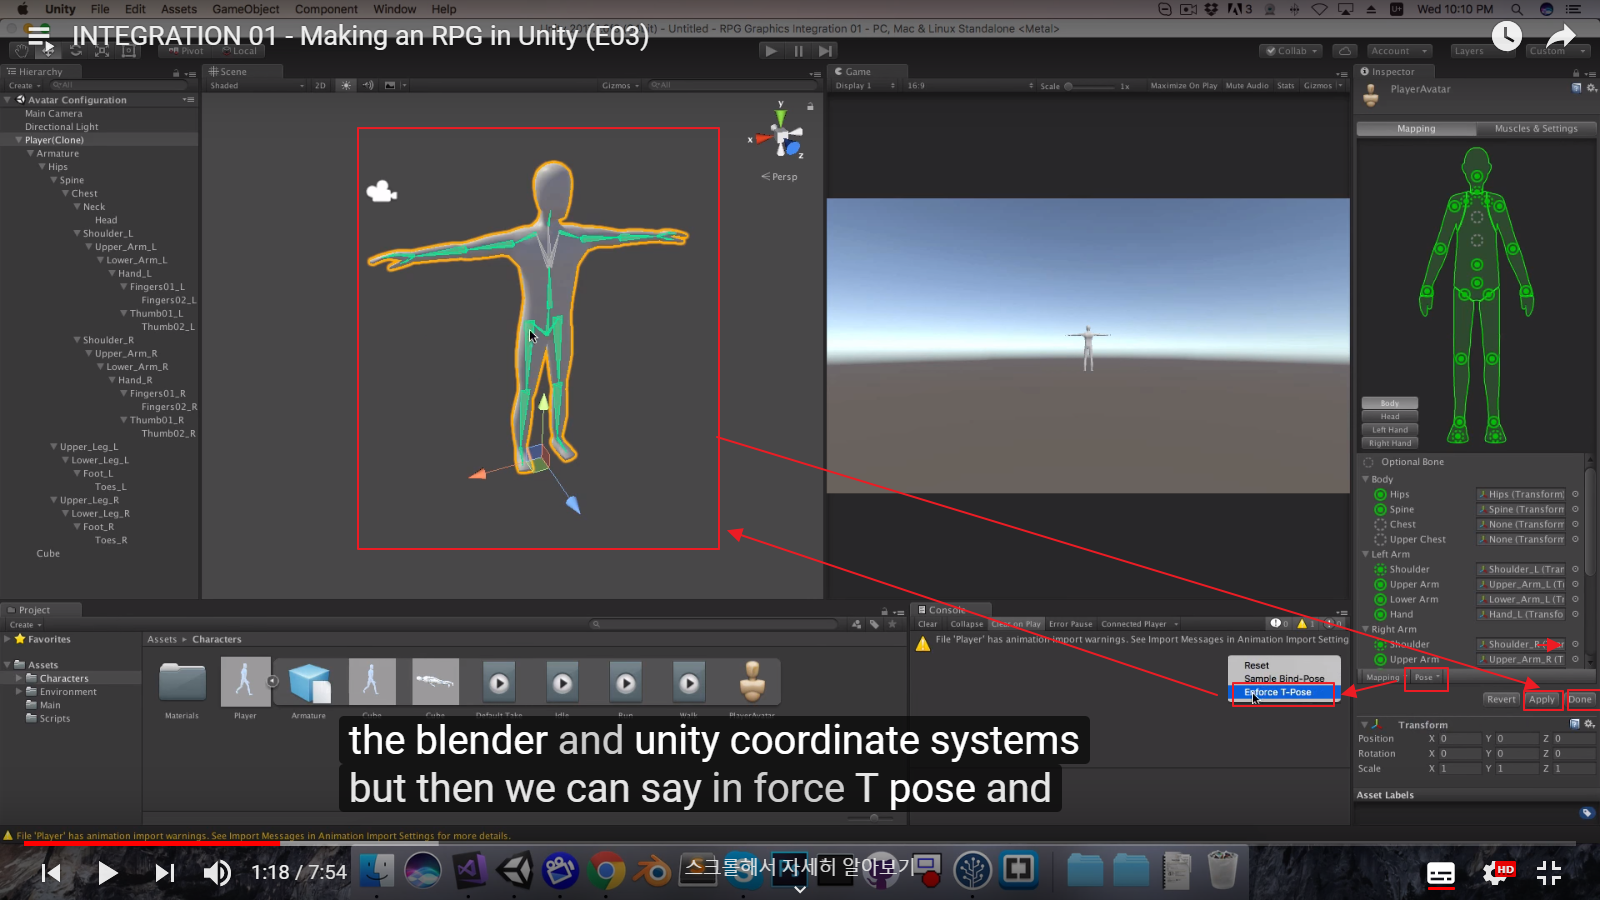 Unity File Edit Assets GameObject Component Window Help
3
Wed 10:10 PM
INTEGRATION 01 - Making an RPG in Unity (E03)
- Untitled - RPG Graphics Integration 01 - PC, Mac & Linux Standalone <Metal>
Pivot Local
Collab
Account
Layers
Custom
Hierarchy
Create
All
Avatar Configuration
Main Camera
Directional Light
Player(Clone)
Armature
Hips
Spine
Chest
Neck
Head
Shoulder_L
Upper_Arm_L
Lower_Arm_L
Hand_L
Fingers01_L
Fingers02_L
Thumb01_L
Thumb02_L
Shoulder_R
Upper_Arm_R
Lower_Arm_R
Hand_R
Fingers01_R
Fingers02_R
Thumb01_R
Thumb02_R
Upper_Leg_L
Lower_Leg_L
Foot_L
Toes_L
Upper_Leg_R
Lower_Leg_R
Foot_R
Toes_R
Cube
Scene
Shaded 2D Gizmos All
y
x
z
Persp
Game
Display 1 16:9 Scale 1x Maximize On Play Mute Audio Stats Gizmos
Inspector
PlayerAvatar
Mapping Muscles & Settings
Body
Head
Left Hand
Right Hand
Optional Bone
Body
Hips Hips (Transform)
Spine Spine (Transform
Chest None (Transform
Upper Chest None (Transform
Left Arm
Shoulder Shoulder_L (Trar
Upper Arm Upper_Arm_L (Ti
Lower Arm Lower_Arm_L (Ti
Hand Hand_L (Transfo
Right Arm
Shoulder Shoulder_R
Upper Arm Upper_Arm_R (T
Mapping Pose
Revert Apply Done
Transform
Position X 0 Y 0 Z 0
Rotation X 0 Y 0 Z 0
Scale X 1 Y 1 Z 1
Asset Labels
Project
Create
Favorites
Assets
Characters
Environment
Main
Scripts
Assets Characters
Materials Player Armature Cube Cube Default Take Idle Run Walk PlayerAvatar
Console
Clear Collapse Clear on Play Error Pause Connected Player 0 1 0
File 'Player' has animation import warnings. See Import Messages in Animation Import Setting
Reset
Sample Bind-Pose
Enforce T-Pose
the blender and unity coordinate systems
but then we can say in force T pose and
File 'Player' has animation import warnings. See Import Messages in Animation Import Settings for more details.
1:18 / 7:54
스크롤해서 자세히 알아보기
HD